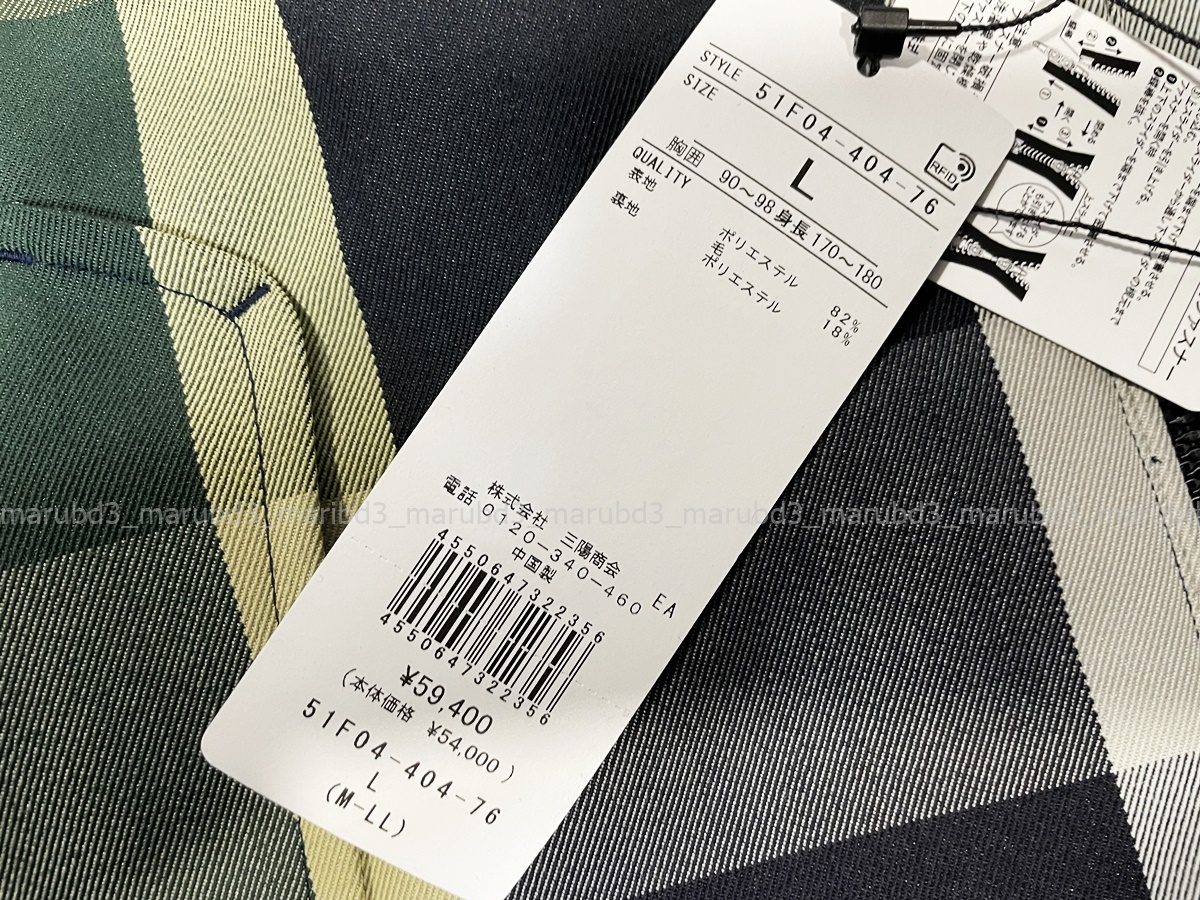 STYLE 51F04-404-76
SIZE
L
RFID
胸囲 90～98 身長 170～180
QUALITY
表地 ポリエステル 82%
毛 18%
裏地 ポリエステル
株式会社 三陽商会
電話 0120-340-460 EA
中国製
4550647322356
4550647322356
¥59,400
(本体価格 ¥54,000)
51F04-404-76
L
(M-LL)
marubd3_marubd3_maribd3_marubd3_marubd3_marubd3_marubd3_marubd3_marubd3